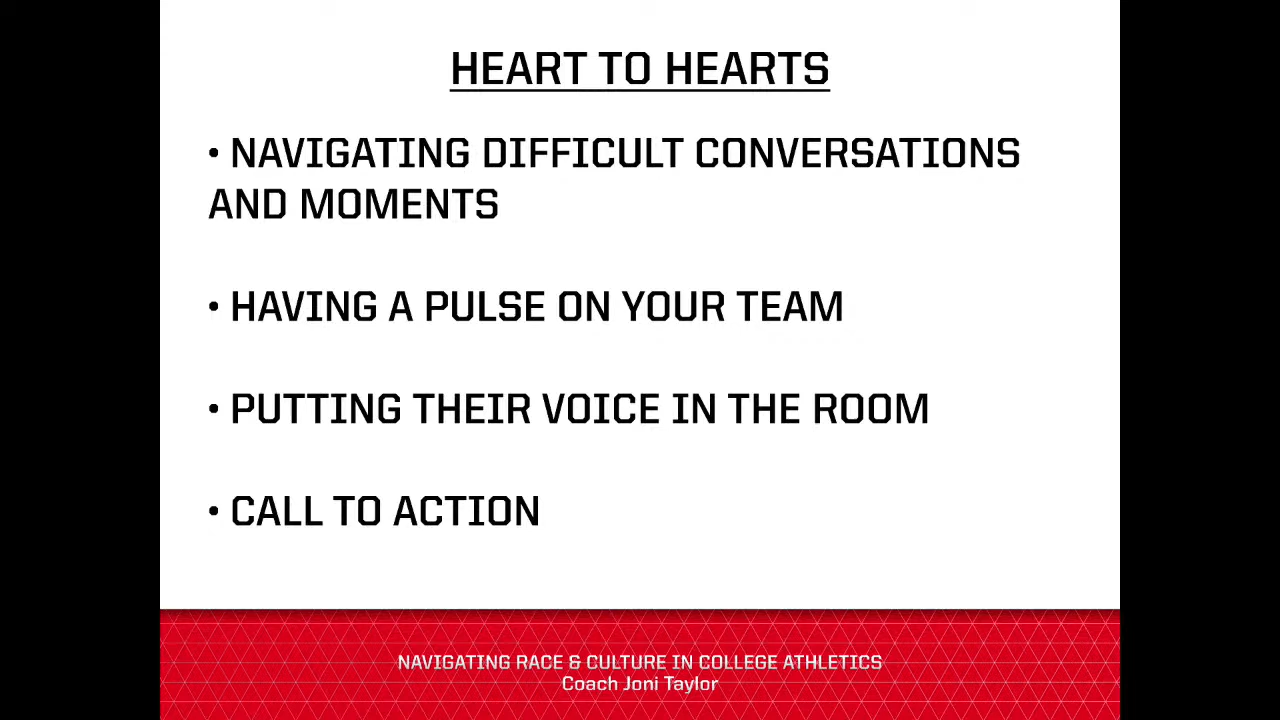 HEART TO HEARTS
• NAVIGATING DIFFICULT CONVERSATIONS
AND MOMENTS
• HAVING A PULSE ON YOUR TEAM
• PUTTING THEIR VOICE IN THE ROOM
• CALL TO ACTION
NAVIGATING RACE & CULTURE IN COLLEGE ATHLETICS
Coach Joni Taylor